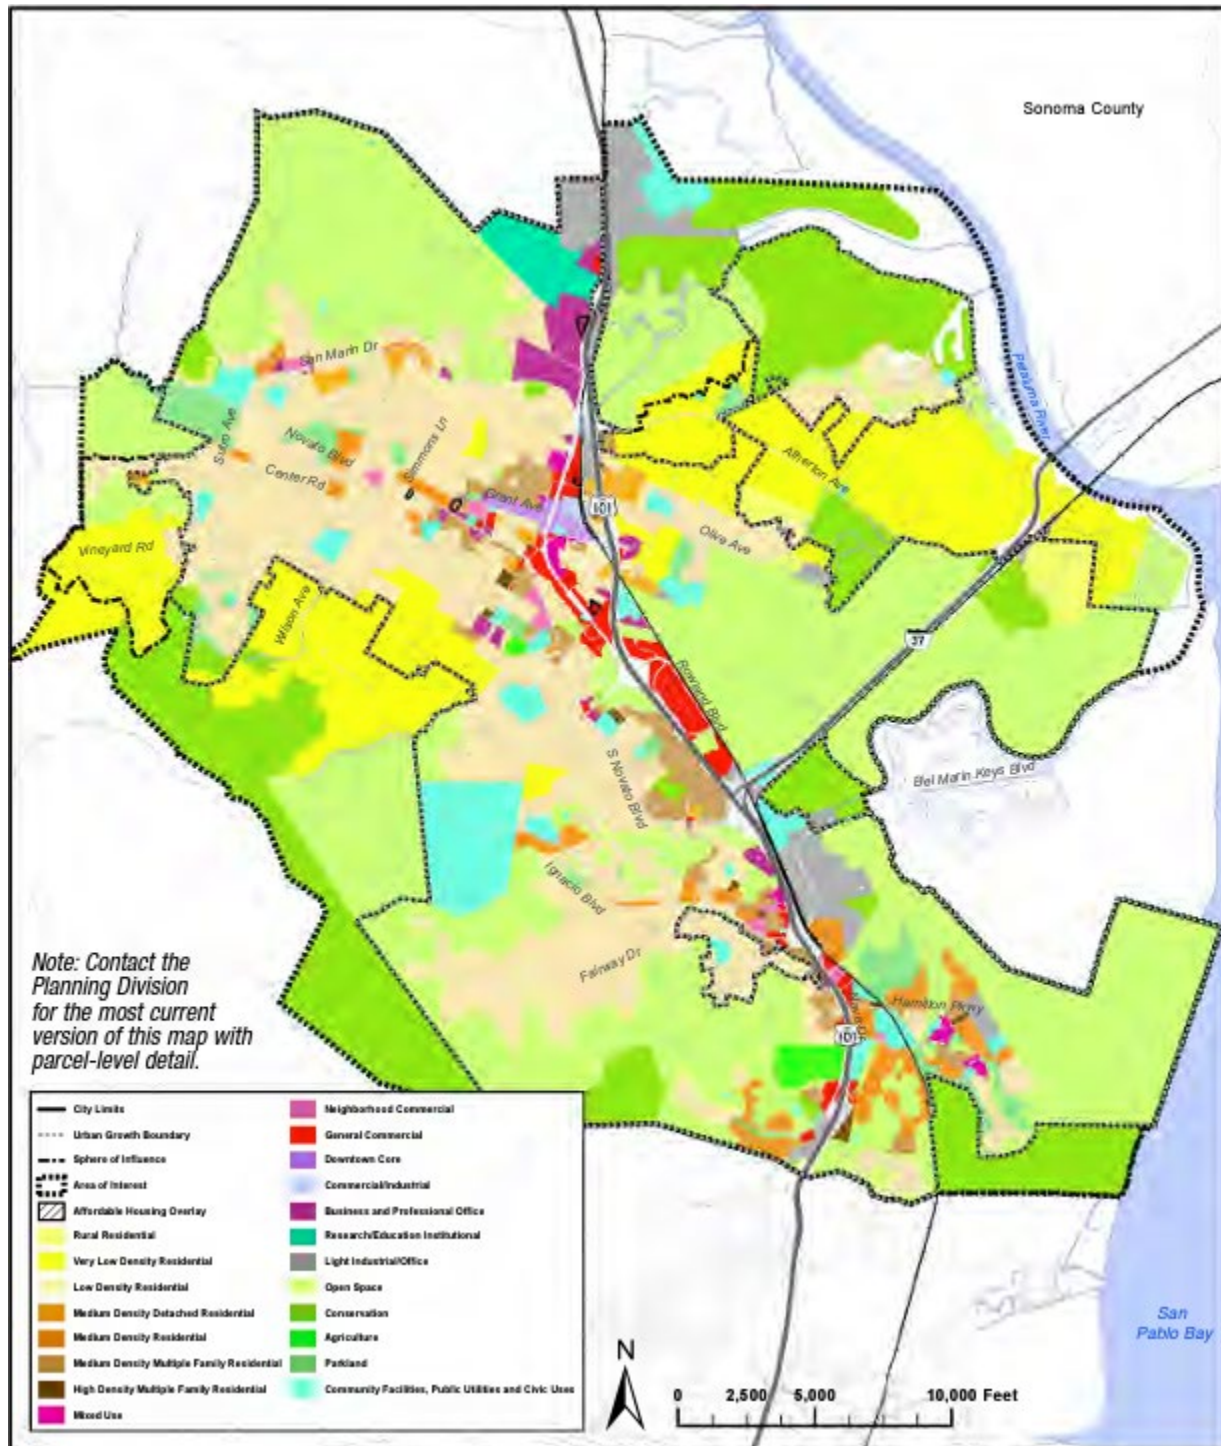 Sonoma County
San Marin Dr
Petaluma River
Sutro Ave
Novato Blvd
Simmons Ln
Center Rd
Grant Ave
Atherton Ave
101
Olive Ave
Vineyard Rd
Wilson Ave
37
Rowland Blvd
S Novato Blvd
Bel Marin Keys Blvd
Ignacio Blvd
Fairway Dr
Hamilton Pkwy
101
Note: Contact the
Planning Division
for the most current
version of this map with
parcel-level detail.
City Limits
Urban Growth Boundary
Sphere of Influence
Area of Interest
Affordable Housing Overlay
Rural Residential
Very Low Density Residential
Low Density Residential
Medium Density Detached Residential
Medium Density Residential
Medium Density Multiple Family Residential
High Density Multiple Family Residential
Mixed Use
Neighborhood Commercial
General Commercial
Downtown Core
Commercial/Industrial
Business and Professional Office
Research/Education Institutional
Light Industrial/Office
Open Space
Conservation
Agriculture
Parkland
Community Facilities, Public Utilities and Civic Uses
N
0 2,500 5,000 10,000 Feet
San
Pablo Bay